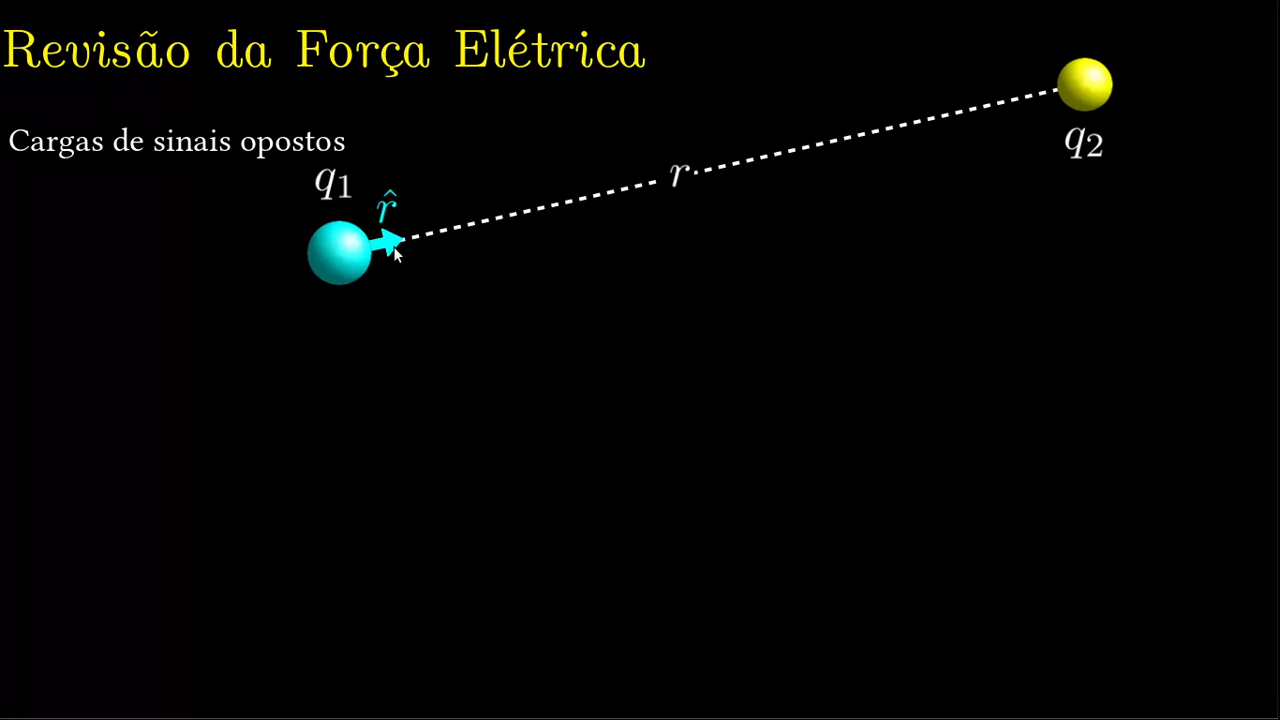 Revisão da Força Elétrica
Cargas de sinais opostos
q₁
r̂
r
q₂